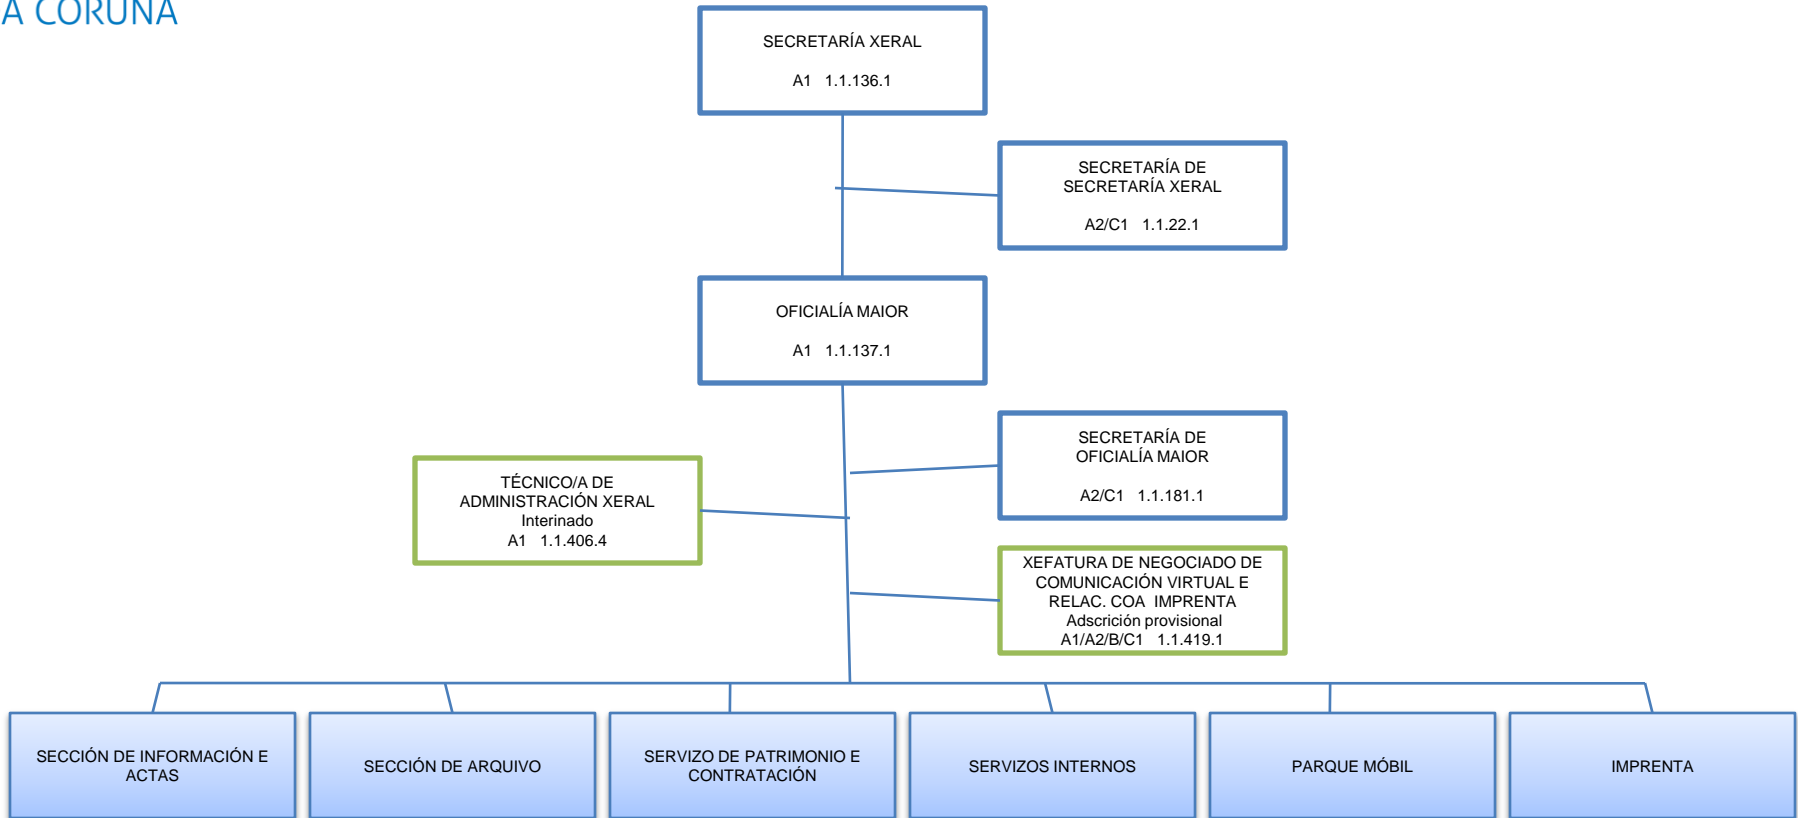 A CORUÑA
SECRETARÍA XERAL
A1 1.1.136.1
SECRETARÍA DE
SECRETARÍA XERAL
A2/C1 1.1.22.1
OFICIALÍA MAIOR
A1 1.1.137.1
SECRETARÍA DE
OFICIALÍA MAIOR
A2/C1 1.1.181.1
TÉCNICO/A DE
ADMINISTRACIÓN XERAL
Interinado
A1 1.1.406.4
XEFATURA DE NEGOCIADO DE
COMUNICACIÓN VIRTUAL E
RELAC. COA IMPRENTA
Adscrición provisional
A1/A2/B/C1 1.1.419.1
SECCIÓN DE INFORMACIÓN E
ACTAS
SECCIÓN DE ARQUIVO
SERVIZO DE PATRIMONIO E
CONTRATACIÓN
SERVIZOS INTERNOS
PARQUE MÓBIL
IMPRENTA